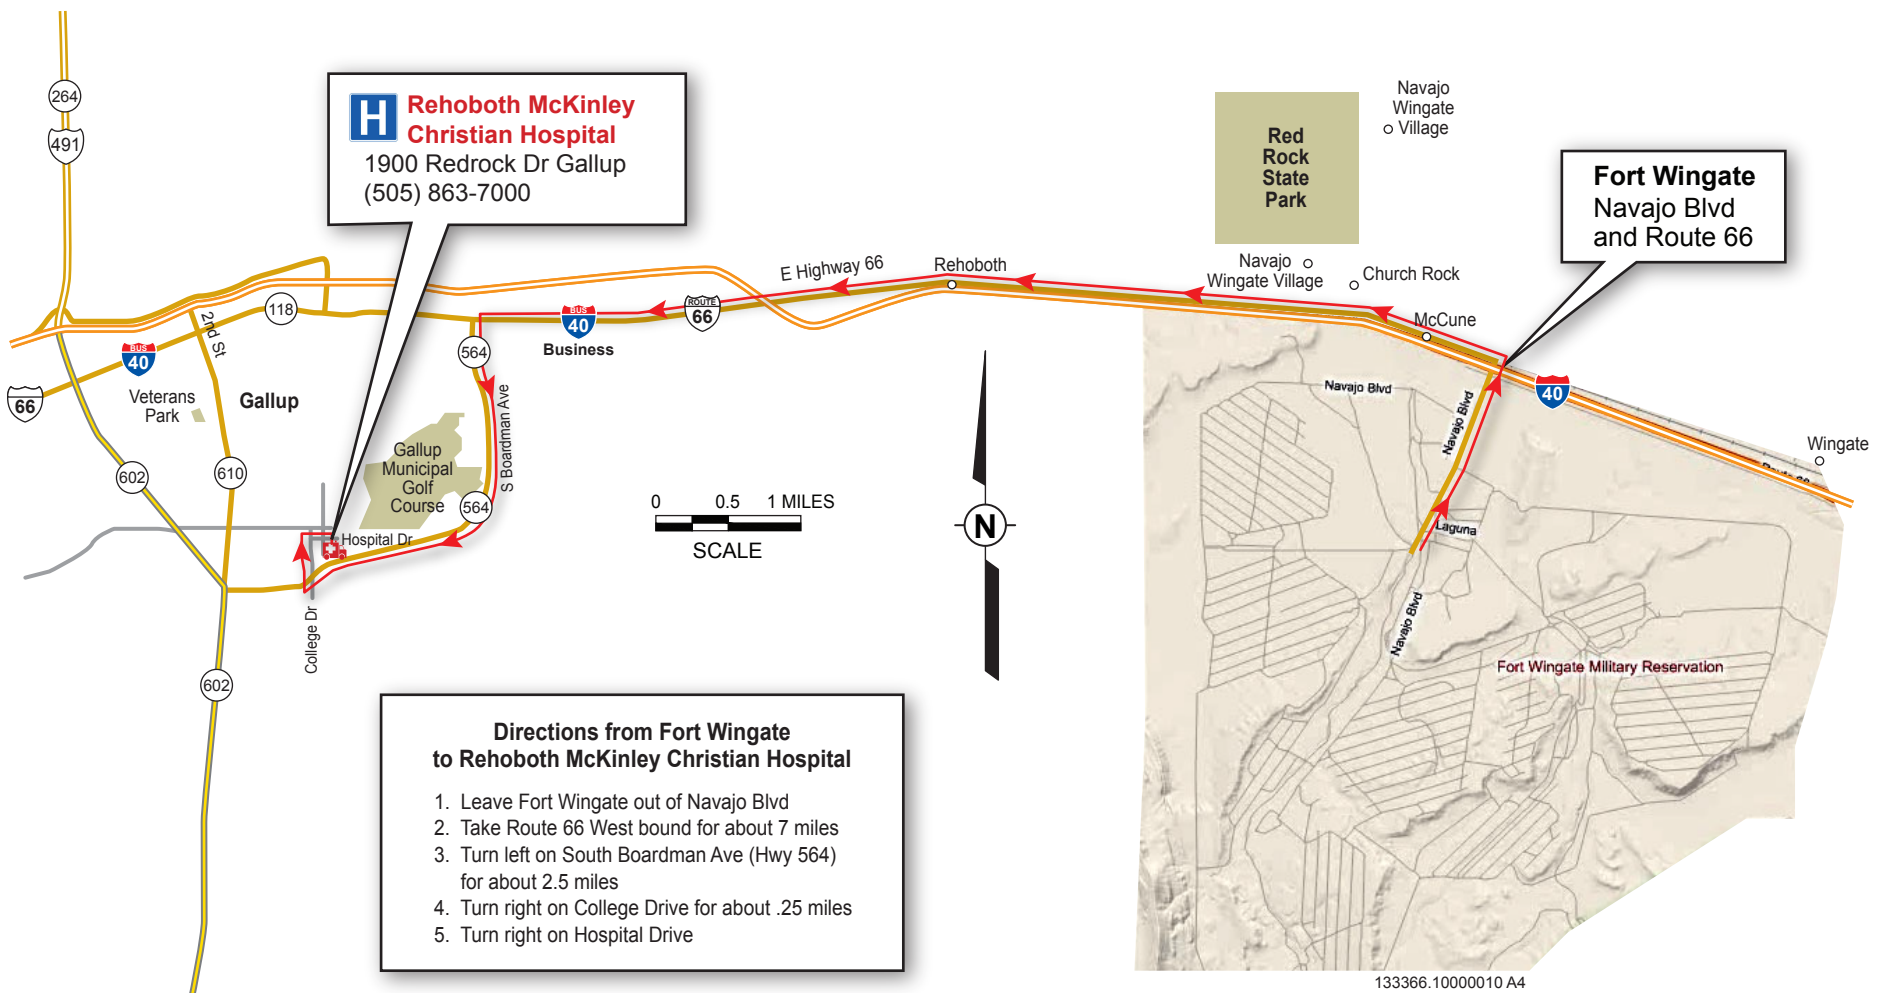 264
491
H
Rehoboth McKinley
Christian Hospital
1900 Redrock Dr Gallup
(505) 863-7000
Navajo
Wingate
Village
Red
Rock
State
Park
Fort Wingate
Navajo Blvd
and Route 66
E Highway 66
Rehoboth
Navajo
Wingate Village
Church Rock
McCune
118
2nd St
BUS
40
66
Veterans
Park
Gallup
564
BUS
40
Business
ROUTE
66
S Boardman Ave
Gallup
Municipal
Golf
Course
564
602
610
Hospital Dr
College Dr
602
0 0.5 1 MILES
SCALE
N
Navajo Blvd
Navajo Blvd
40
Wingate
Laguna
Navajo Blvd
Fort Wingate Military Reservation
Directions from Fort Wingate
to Rehoboth McKinley Christian Hospital
1. Leave Fort Wingate out of Navajo Blvd
2. Take Route 66 West bound for about 7 miles
3. Turn left on South Boardman Ave (Hwy 564)
for about 2.5 miles
4. Turn right on College Drive for about .25 miles
5. Turn right on Hospital Drive
133366.10000010 A4